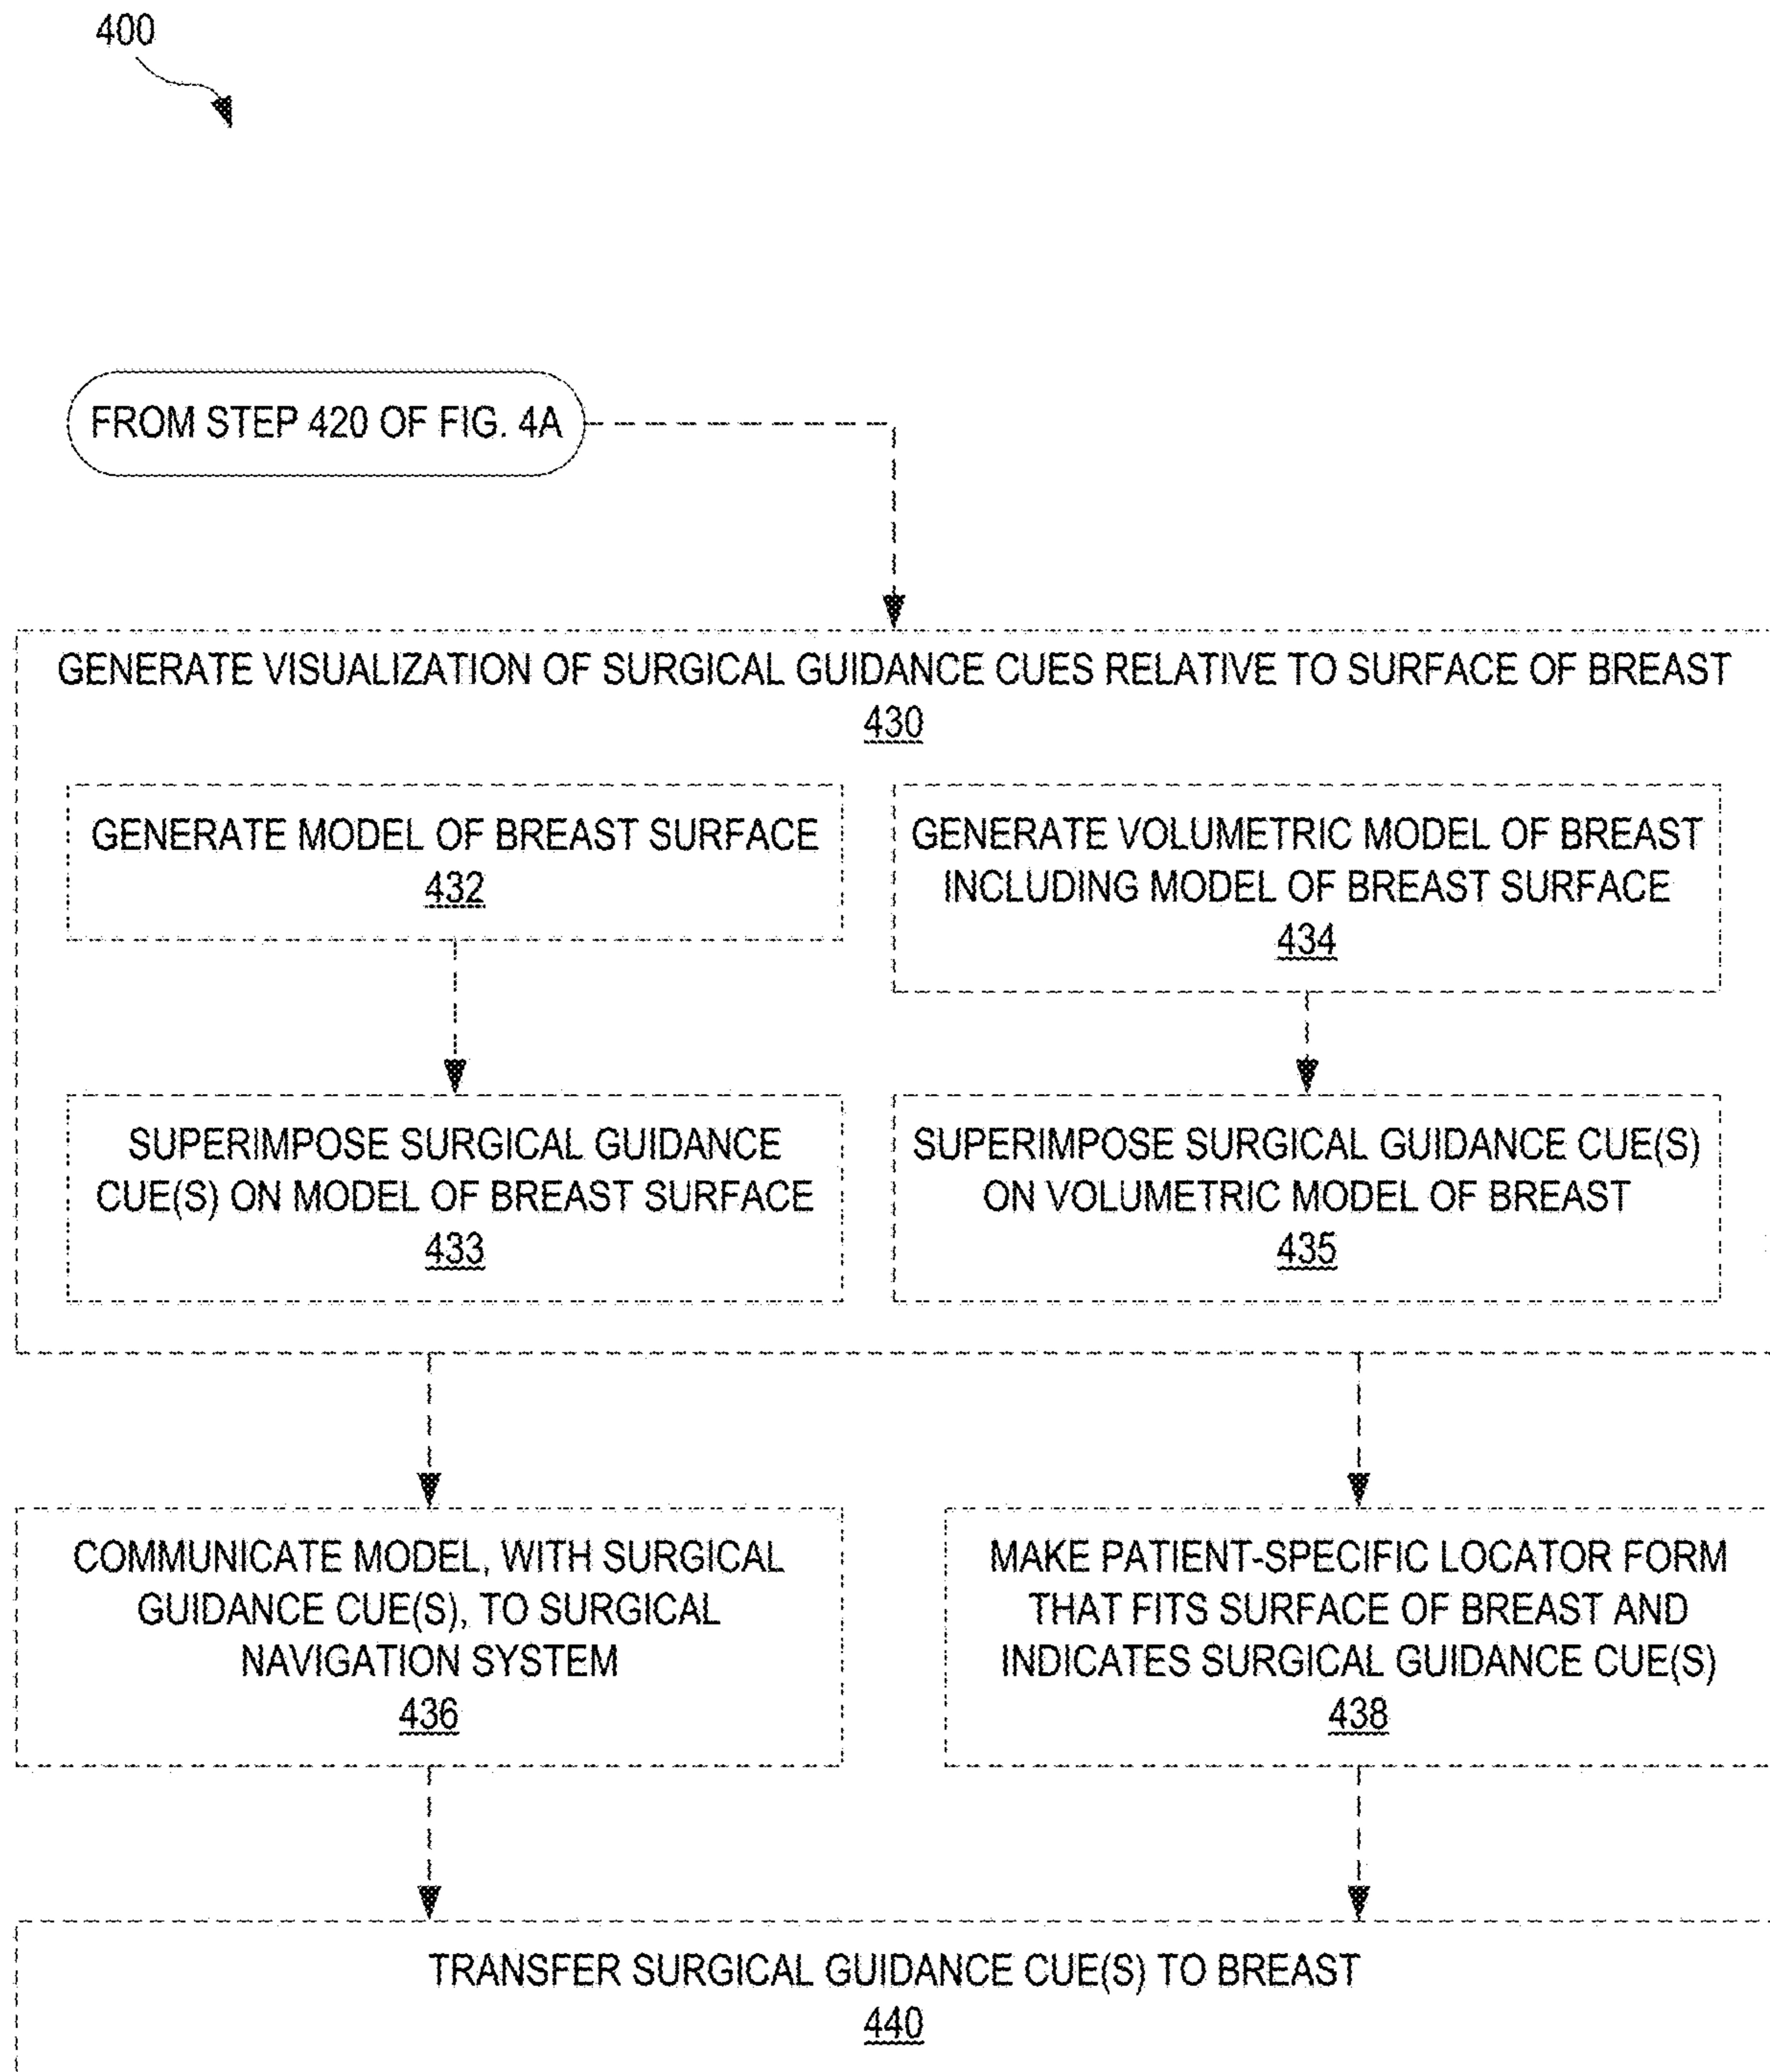 400
FROM STEP 420 OF FIG. 4A
GENERATE VISUALIZATION OF SURGICAL GUIDANCE CUES RELATIVE TO SURFACE OF BREAST
430
GENERATE MODEL OF BREAST SURFACE
432
GENERATE VOLUMETRIC MODEL OF BREAST
INCLUDING MODEL OF BREAST SURFACE
434
SUPERIMPOSE SURGICAL GUIDANCE
CUE(S) ON MODEL OF BREAST SURFACE
433
SUPERIMPOSE SURGICAL GUIDANCE CUE(S)
ON VOLUMETRIC MODEL OF BREAST
435
COMMUNICATE MODEL, WITH SURGICAL
GUIDANCE CUE(S), TO SURGICAL
NAVIGATION SYSTEM
436
MAKE PATIENT-SPECIFIC LOCATOR FORM
THAT FITS SURFACE OF BREAST AND
INDICATES SURGICAL GUIDANCE CUE(S)
438
TRANSFER SURGICAL GUIDANCE CUE(S) TO BREAST
440